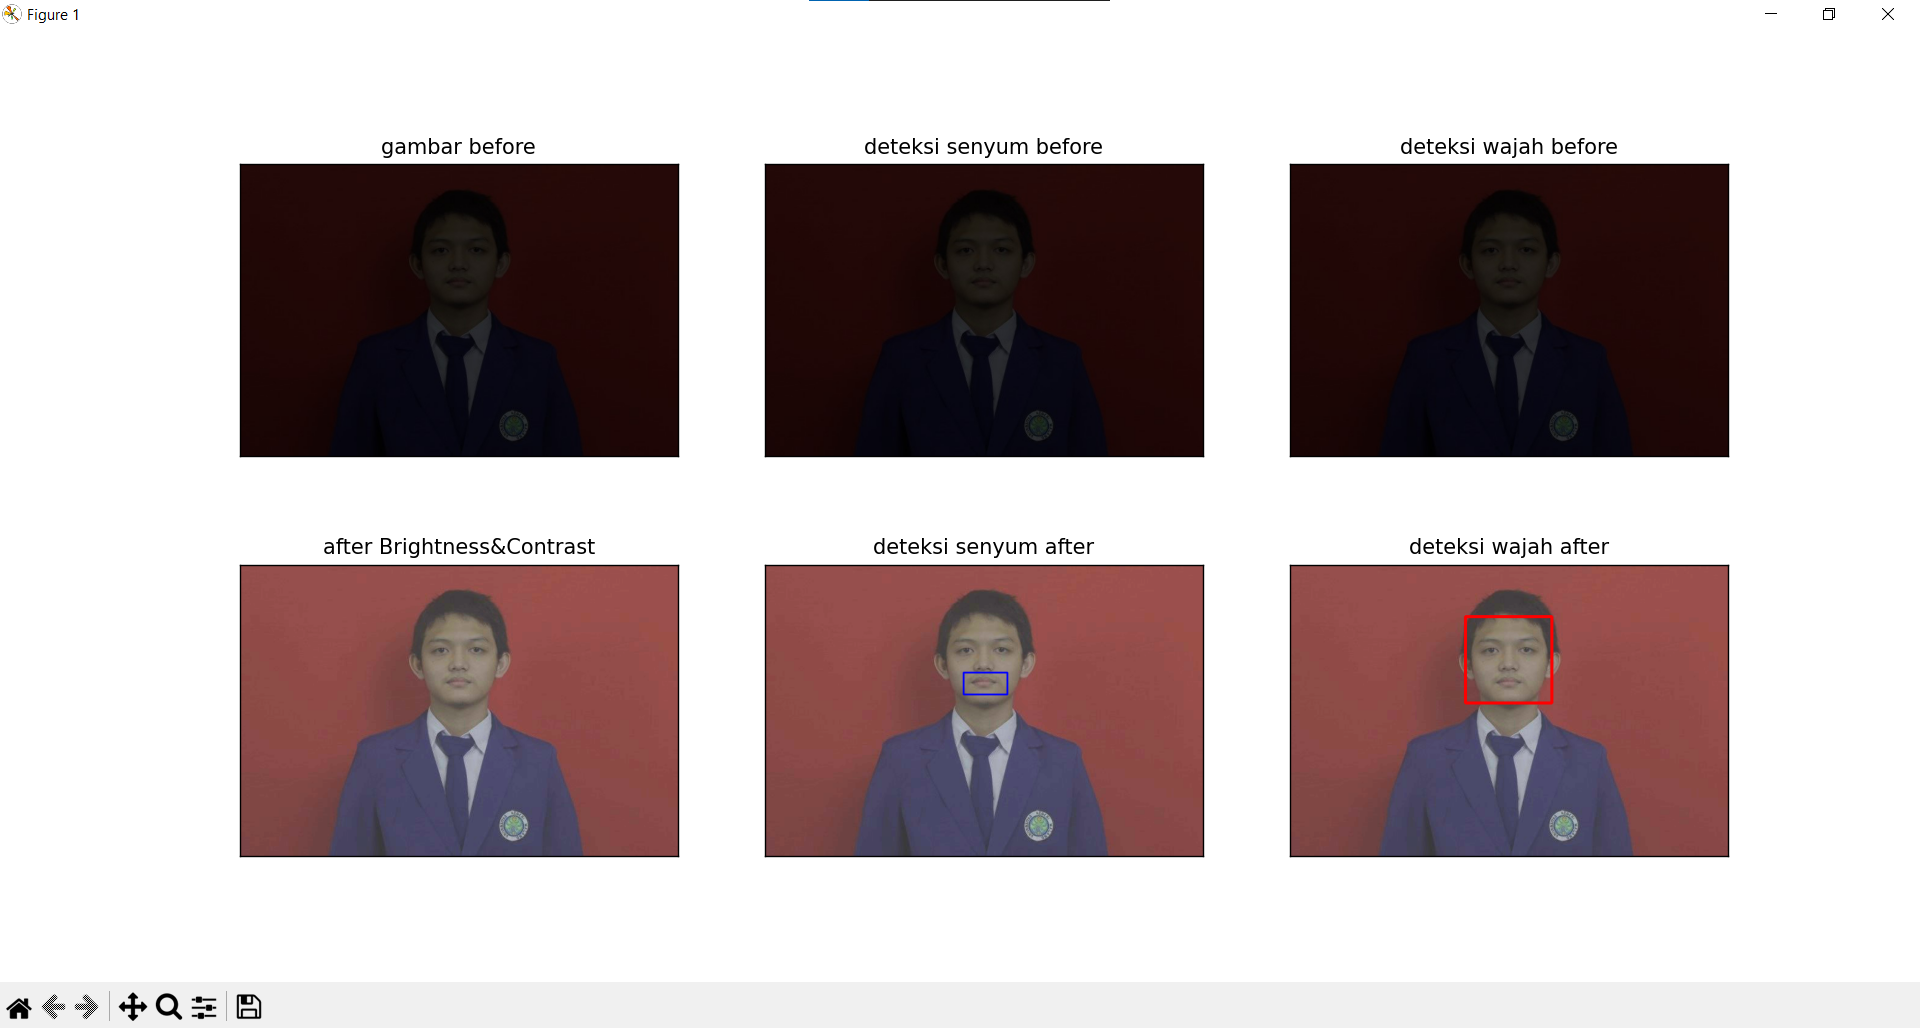 Figure 1
gambar before
deteksi senyum before
deteksi wajah before
after Brightness&Contrast
deteksi senyum after
deteksi wajah after